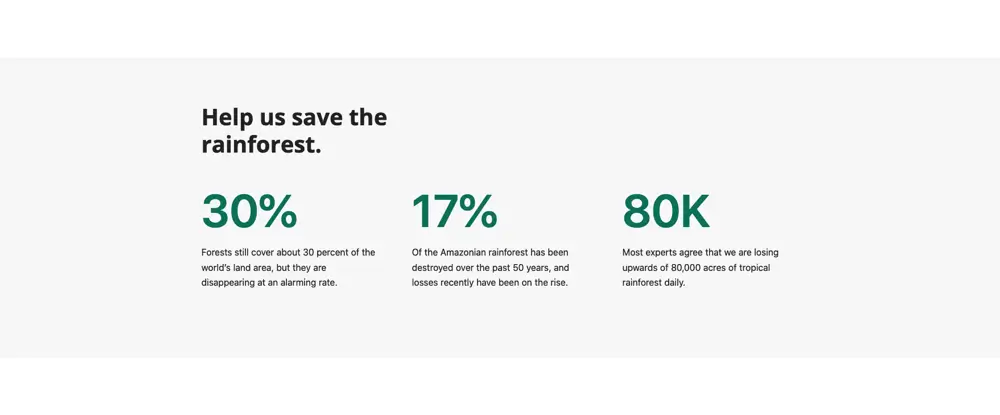 Help us save the
rainforest.
30%
Forests still cover about 30 percent of the
world's land area, but they are
disappearing at an alarming rate.
17%
Of the Amazonian rainforest has been
destroyed over the past 50 years, and
losses recently have been on the rise.
80K
Most experts agree that we are losing
upwards of 80,000 acres of tropical
rainforest daily.